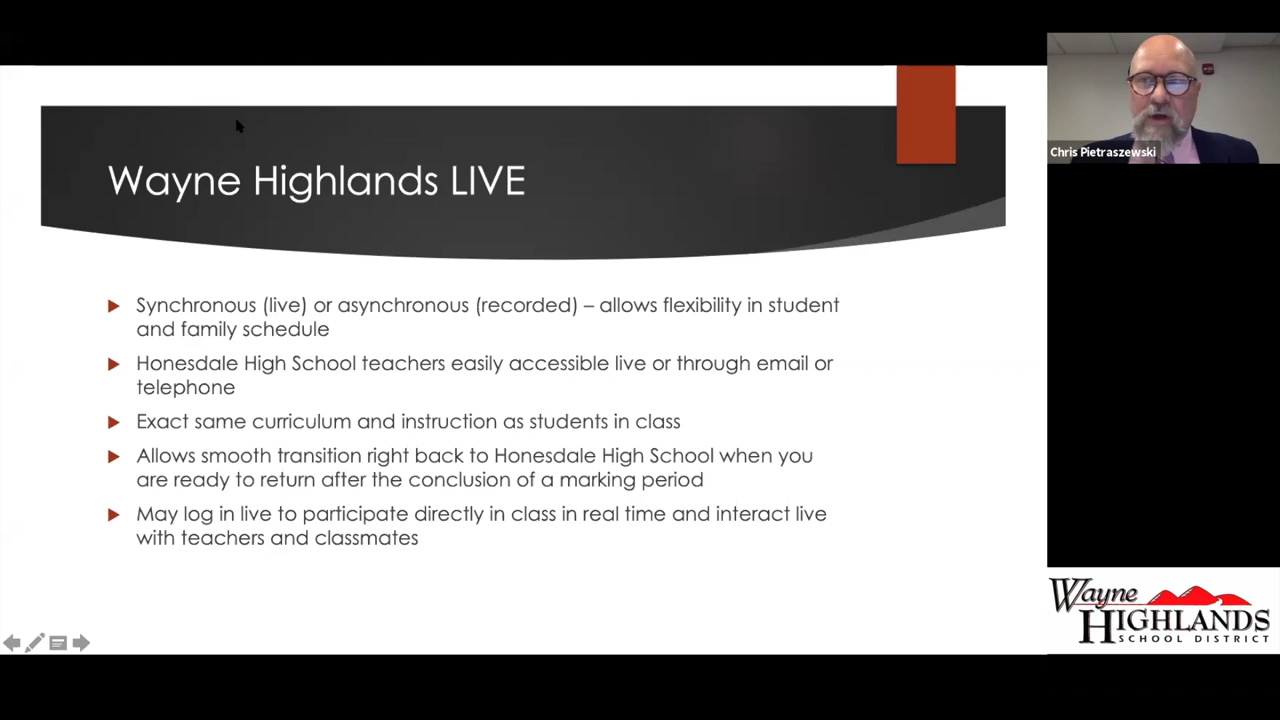 Wayne Highlands LIVE
Synchronous (live) or asynchronous (recorded) – allows flexibility in student
and family schedule
Honesdale High School teachers easily accessible live or through email or
telephone
Exact same curriculum and instruction as students in class
Allows smooth transition right back to Honesdale High School when you
are ready to return after the conclusion of a marking period
May log in live to participate directly in class in real time and interact live
with teachers and classmates
Chris Pietraszewski
Wayne
HIGHLANDS
SCHOOL DISTRICT